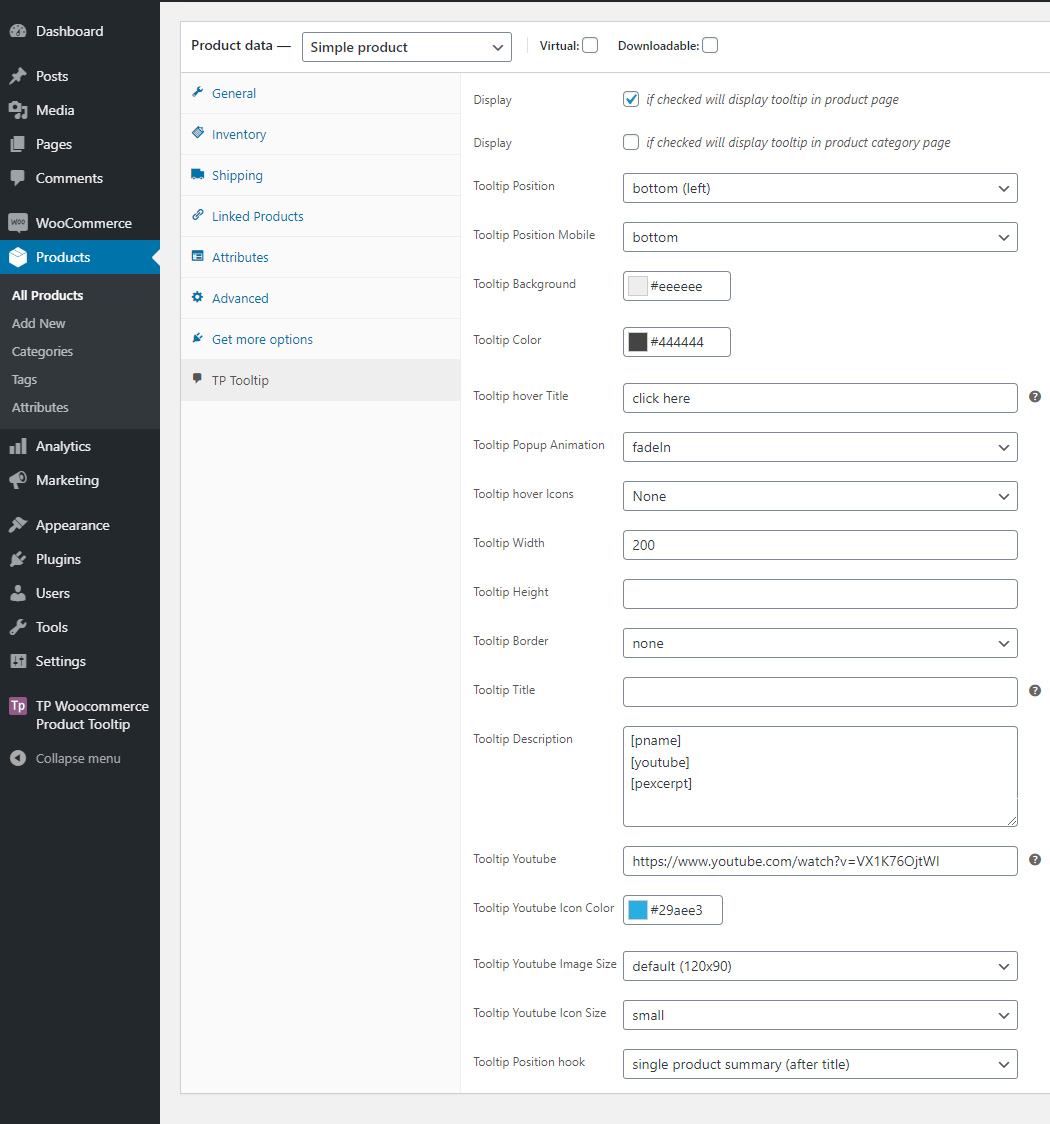 Dashboard
Posts
Media
Pages
Comments
Woo WooCommerce
Products
All Products
Add New
Categories
Tags
Attributes
Analytics
Marketing
Appearance
Plugins
Users
Tools
Settings
Tp TP Woocommerce
Product Tooltip
Collapse menu
Product data — Simple product Virtual: Downloadable:
General
Inventory
Shipping
Linked Products
Attributes
Advanced
Get more options
TP Tooltip
Display if checked will display tooltip in product page
Display if checked will display tooltip in product category page
Tooltip Position bottom (left)
Tooltip Position Mobile bottom
Tooltip Background #eeeeee
Tooltip Color #444444
Tooltip hover Title click here ?
Tooltip Popup Animation fadeIn
Tooltip hover Icons None
Tooltip Width 200
Tooltip Height
Tooltip Border none
Tooltip Title ?
Tooltip Description [pname]
[youtube]
[pexcerpt]
Tooltip Youtube https://www.youtube.com/watch?v=VX1K76OjtWI ?
Tooltip Youtube Icon Color #29aee3
Tooltip Youtube Image Size default (120x90)
Tooltip Youtube Icon Size small
Tooltip Position hook single product summary (after title)